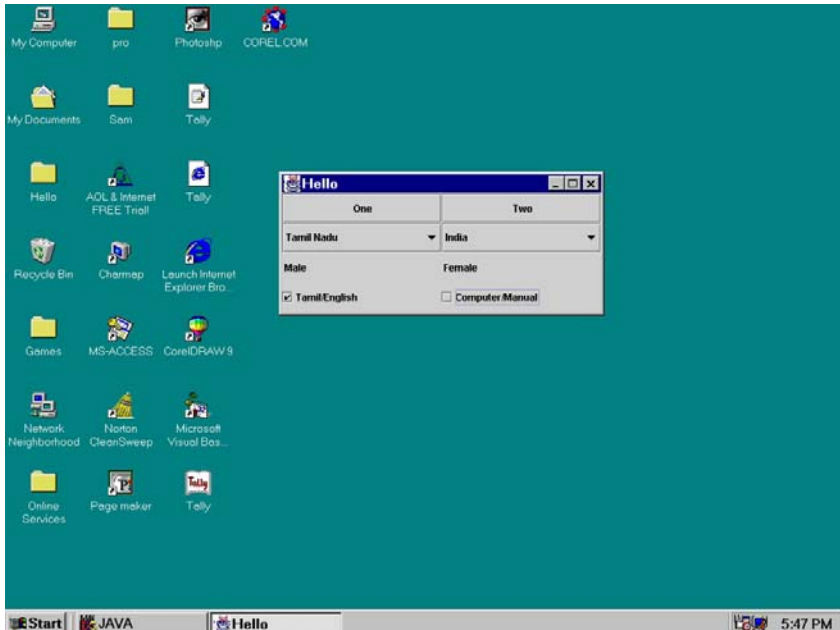 My Computer
pro
Photoshp
COREL.COM
My Documents
Sam
Tally
Hello
AOL & Internet
FREE Trial!
Tally
Recycle Bin
Charmap
Launch Internet
Explorer Bro...
Games
MS-ACCESS
CorelDRAW 9
Network
Neighborhood
Norton
CleanSweep
Microsoft
Visual Bas...
Online
Services
Page maker
Tally
Tally
Hello
One
Two
Tamil Nadu
India
Male
Female
Tamil/English
Computer/Manual
Start
JAVA
Hello
5:47 PM